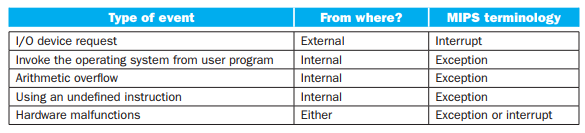 Type of event From where? MIPS terminology
I/O device request External Interrupt
Invoke the operating system from user program Internal Exception
Arithmetic overflow Internal Exception
Using an undefined instruction Internal Exception
Hardware malfunctions Either Exception or interrupt